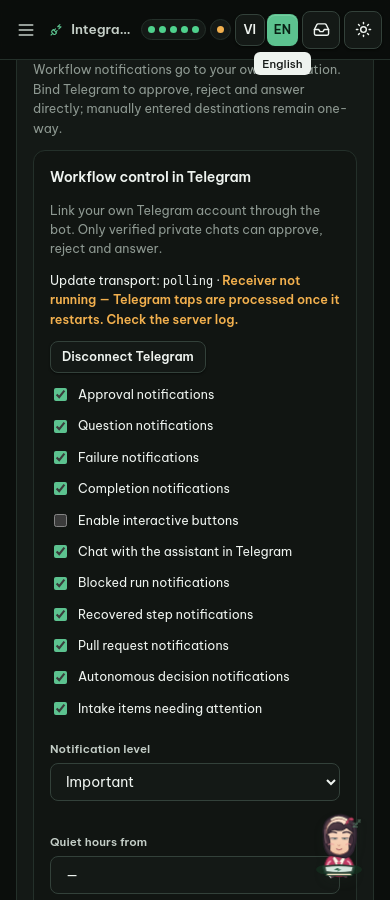 Integra...
VI
EN
English
Workflow notifications go to your ow
Bind Telegram to approve, reject and answer
directly; manually entered destinations remain one-
way.
Workflow control in Telegram
Link your own Telegram account through the
bot. Only verified private chats can approve,
reject and answer.
Update transport: polling · Receiver not
running — Telegram taps are processed once it
restarts. Check the server log.
Disconnect Telegram
Approval notifications
Question notifications
Failure notifications
Completion notifications
Enable interactive buttons
Chat with the assistant in Telegram
Blocked run notifications
Recovered step notifications
Pull request notifications
Autonomous decision notifications
Intake items needing attention
Notification level
Important
Quiet hours from
—